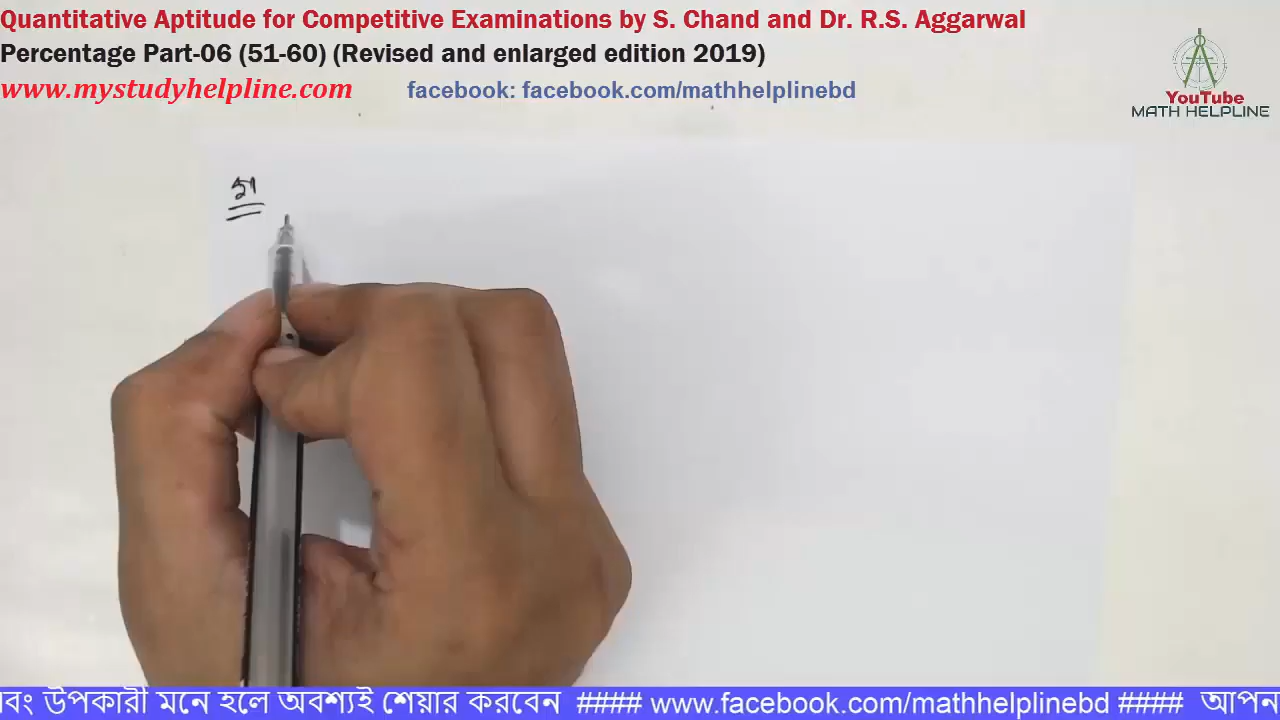 Quantitative Aptitude for Competitive Examinations by S. Chand and Dr. R.S. Aggarwal
Percentage Part-06 (51-60) (Revised and enlarged edition 2019)
www.mystudyhelpline.com facebook: facebook.com/mathhelplinebd
YouTube
MATH HELPLINE
বং উপকারী মনে হলে অবশ্যই শেয়ার করবেন #### www.facebook.com/mathhelplinebd #### আপন